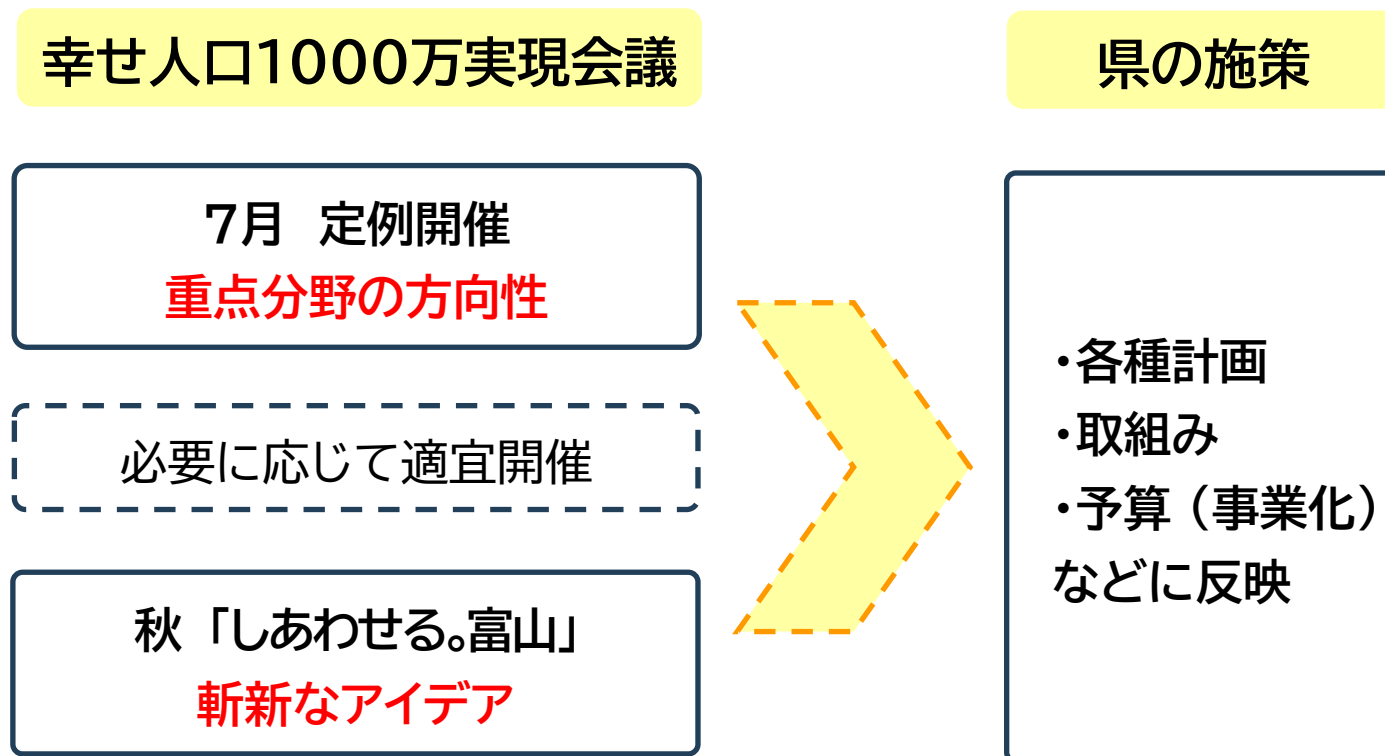 幸せ人口1000万実現会議
7月　定例開催
重点分野の方向性
必要に応じて適宜開催
秋「しあわせる。富山」
斬新なアイデア
県の施策
・各種計画
・取組み
・予算（事業化）
などに反映